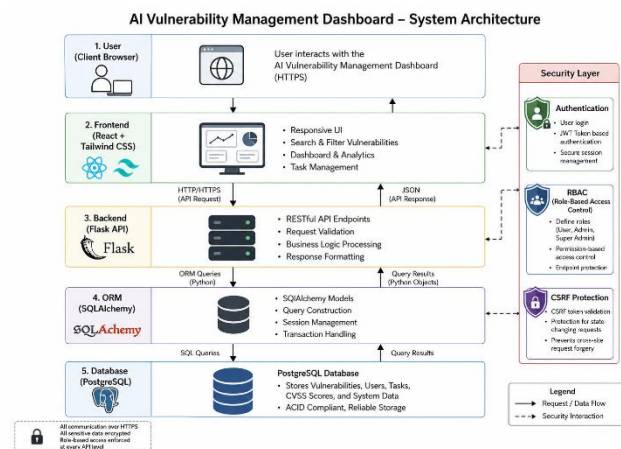 AI Vulnerability Management Dashboard – System Architecture
1. User
(Client Browser)
User interacts with the
AI Vulnerability Management Dashboard
(HTTPS)
2. Frontend
(React +
Tailwind CSS)
• Responsive UI
• Search & Filter Vulnerabilities
• Dashboard & Analytics
• Task Management
HTTP/HTTPS
(API Request)
JSON
(API Response)
3. Backend
(Flask API)
Flask
• RESTful API Endpoints
• Request Validation
• Business Logic Processing
• Response Formatting
ORM Queries
(Python)
Query Results
(Python Objects)
4. ORM
(SQLAlchemy)
SQLAchemy
• SQlAlchemy Models
• Query Construction
• Session Management
• Transaction Handling
SQL Queries
Query Results
5. Database
(PostgreSQL)
PostgreSQL Database
• Stores Vulnerabilities, Users, Tasks,
CVSS Scores, and System Data
• ACID Compliant, Reliable Storage
All communication over HTTPS
All sensitive data encrypted
Role-based access enforced
at every API level
Security Layer
Authentication
• User login
• JWT Token based
authentication
• Secure session
management
RBAC
(Role-Based Access
Control)
• Define roles
(User, Admin,
Super Admin)
• Permission-based
access control
• Endpoint protection
CSRF Protection
• CSRF token validation
• Protection for state-
changing requests
• Prevents cross-site
request forgery
Legend
Request / Data Flow
Security Interaction